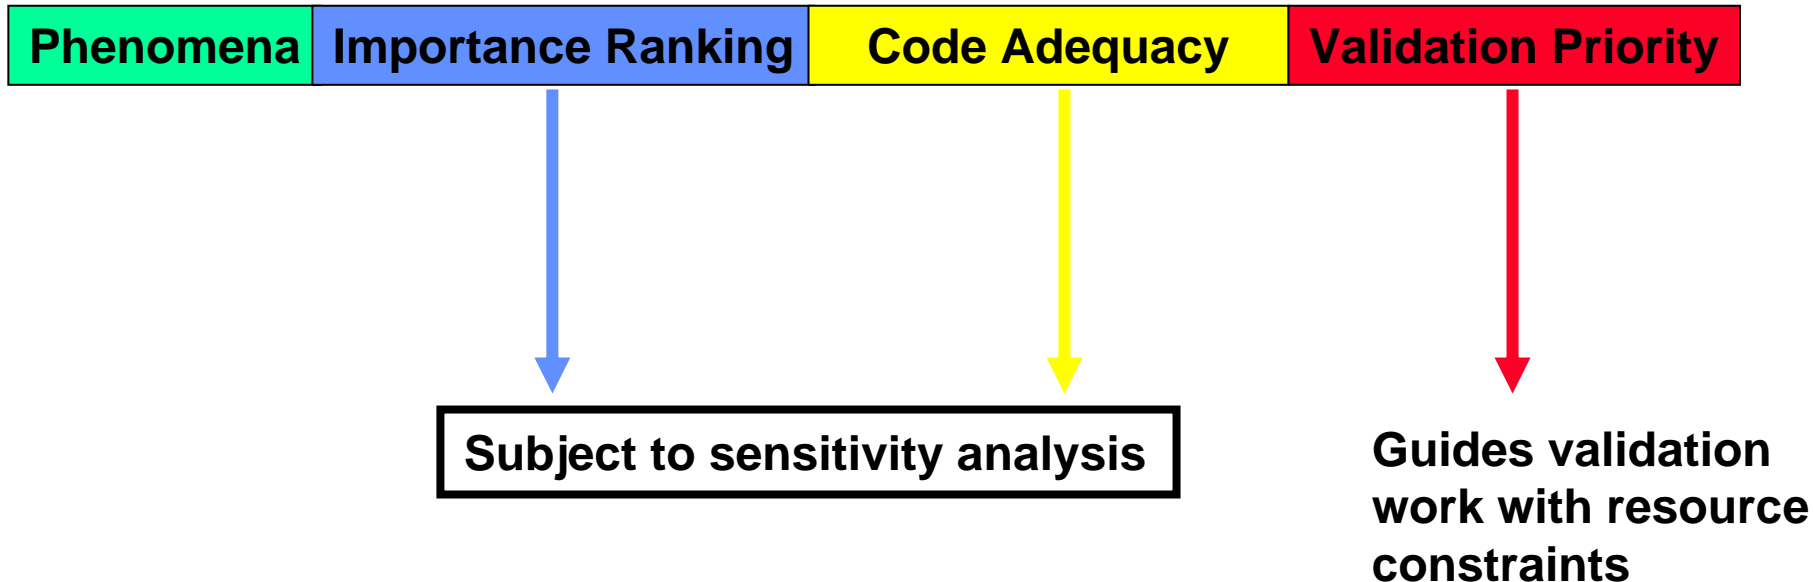 Phenomena Importance Ranking Code Adequacy Validation Priority
Subject to sensitivity analysis
Guides validation
work with resource
constraints